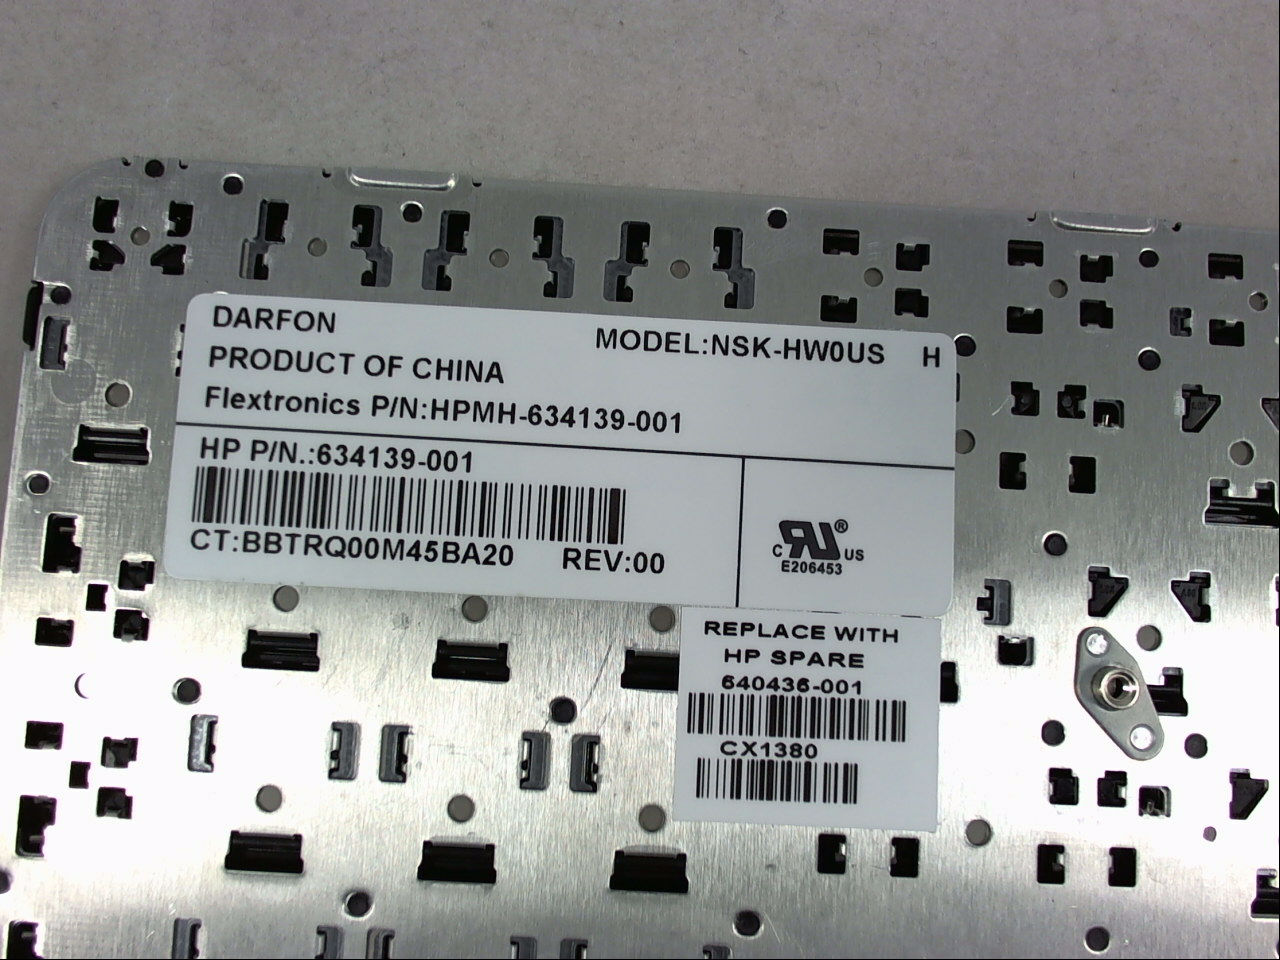 DARFON
MODEL:NSK-HW0US H
PRODUCT OF CHINA
Flextronics P/N:HPMH-634139-001
HP P/N.:634139-001
CT:BBTRQ00M45BA20 REV:00
C RU ® US
E206453
REPLACE WITH
HP SPARE
640436-001
CX1380